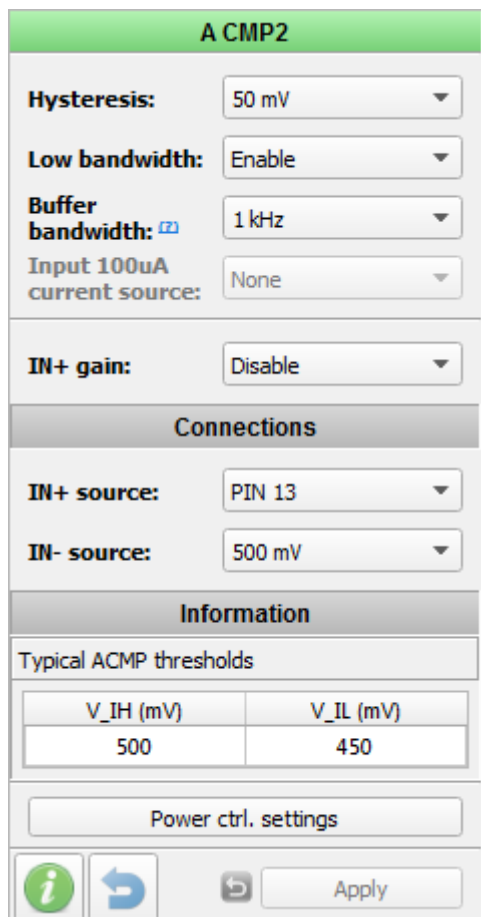 A CMP2
Hysteresis: 50 mV
Low bandwidth: Enable
Buffer
bandwidth: [?] 1 kHz
Input 100uA
current source: None
IN+ gain: Disable
Connections
IN+ source: PIN 13
IN- source: 500 mV
Information
Typical ACMP thresholds
V_IH (mV) V_IL (mV)
500 450
Power ctrl. settings
Apply